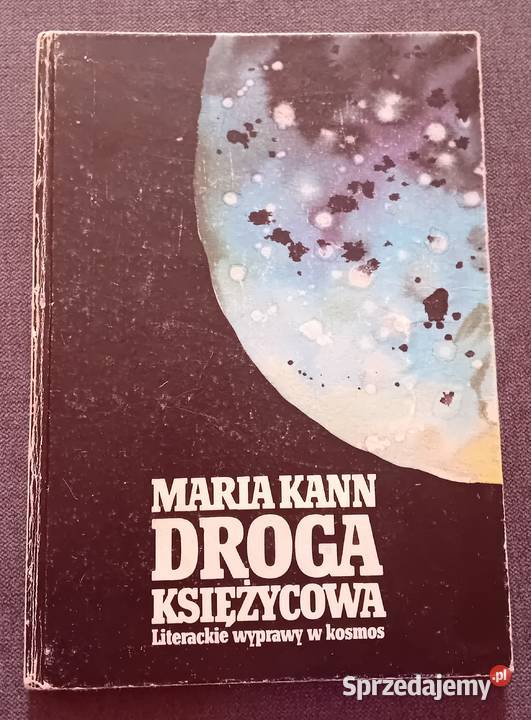 MARIA KANN
DROGA
KSIĘŻYCOWA
Literackie wyprawy w kosmos
Sprzedajemy.pl